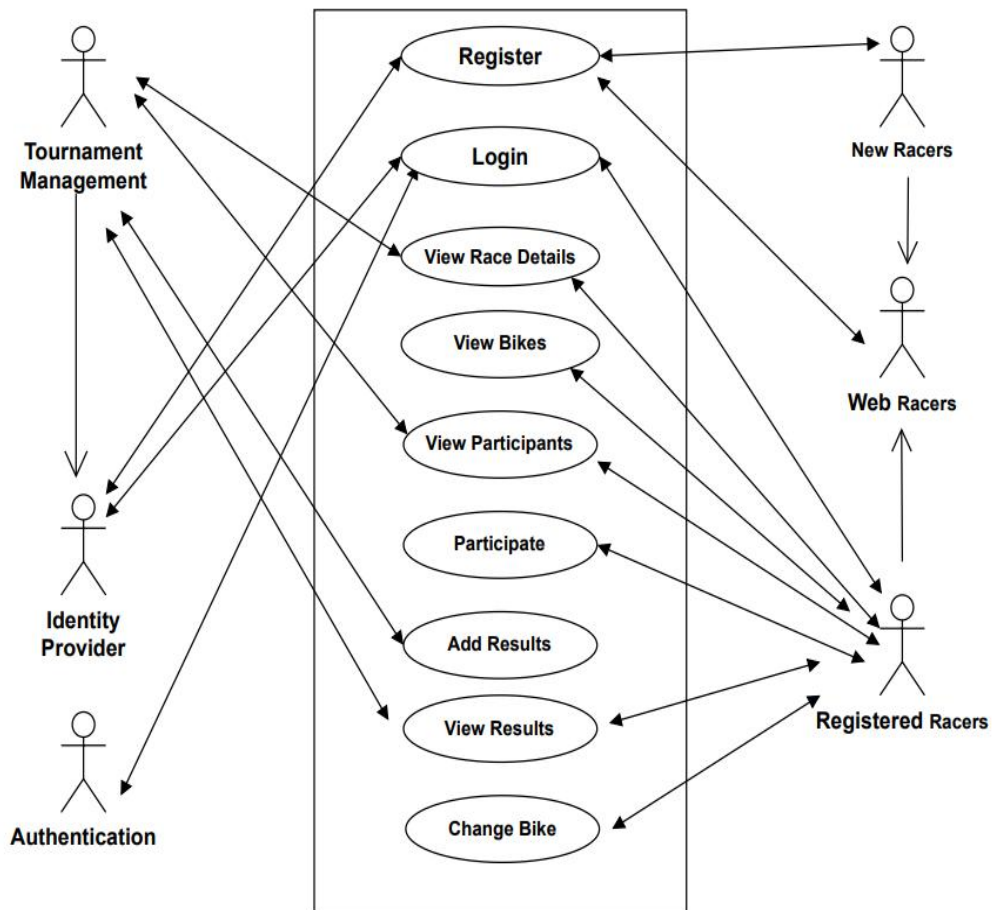 Register
Login
View Race Details
View Bikes
View Participants
Participate
Add Results
View Results
Change Bike
Tournament
Management
Identity
Provider
Authentication
New Racers
Web Racers
Registered Racers